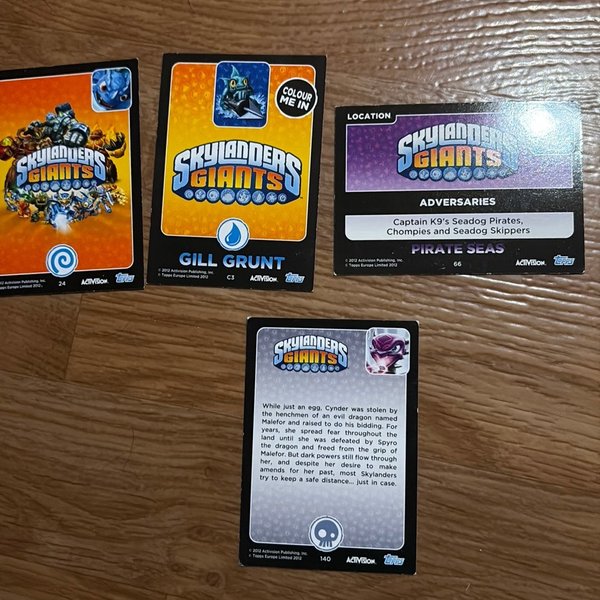 SKYLANDERS
GIANTS
© 2012 Activision Publishing, Inc.
Topps Europe Limited 2012.
24
ACTIVISION
topps
COLOUR
ME IN
SKYLANDERS
GIANTS
GILL GRUNT
© 2012 Activision Publishing, Inc.
© Topps Europe Limited 2012
C3
ACTIVISION
topps
LOCATION
SKYLANDERS
GIANTS
ADVERSARIES
Captain K9's Seadog Pirates,
Chompies and Seadog Skippers
PIRATE SEAS
© 2012 Activision Publishing, Inc.
© Topps Europe Limited 2012
66
ACTIVISION
topps
SKYLANDERS
GIANTS
While just an egg, Cynder was stolen by
the henchmen of an evil dragon named
Malefor and raised to do his bidding. For
years, she spread fear throughout the
land until she was defeated by Spyro
the dragon and freed from the grip of
Malefor. But dark powers still flow through
her, and despite her desire to make
amends for her past, most Skylanders
try to keep a safe distance... just in case.
© 2012 Activision Publishing, Inc.
© Topps Europe Limited 2012
140
ACTIVISION
topps